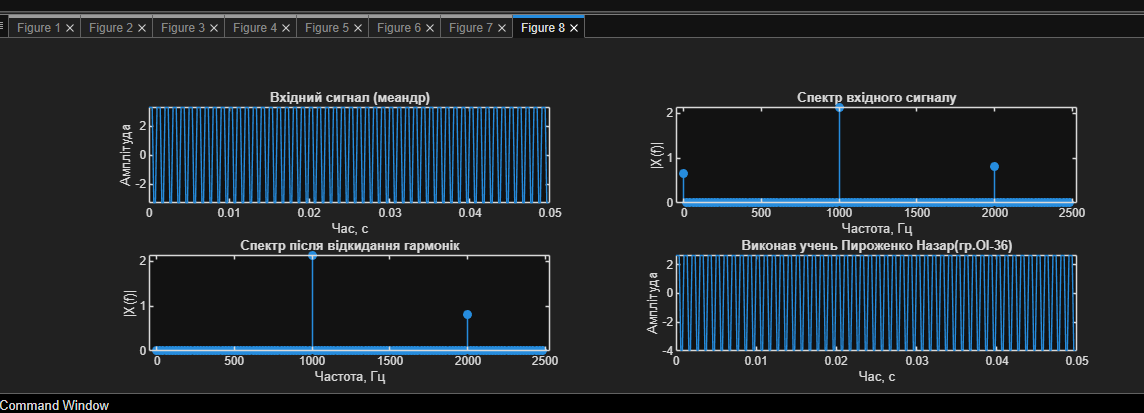 Figure 1 × Figure 2 × Figure 3 × Figure 4 × Figure 5 × Figure 6 × Figure 7 × Figure 8 ×
Вхідний сигнал (меандр)
Амплітуда
2
0
-2
0 0.01 0.02 0.03 0.04 0.05
Час, с
Спектр вхідного сигналу
|X(f)|
2
1
0
0 500 1000 1500 2000 2500
Частота, Гц
Спектр після відкидання гармонік
|X(f)|
2
1
0
0 500 1000 1500 2000 2500
Частота, Гц
Виконав учень Пироженко Назар(гр.ОІ-36)
Амплітуда
2
0
-2
-4
0 0.01 0.02 0.03 0.04 0.05
Час, с
Command Window